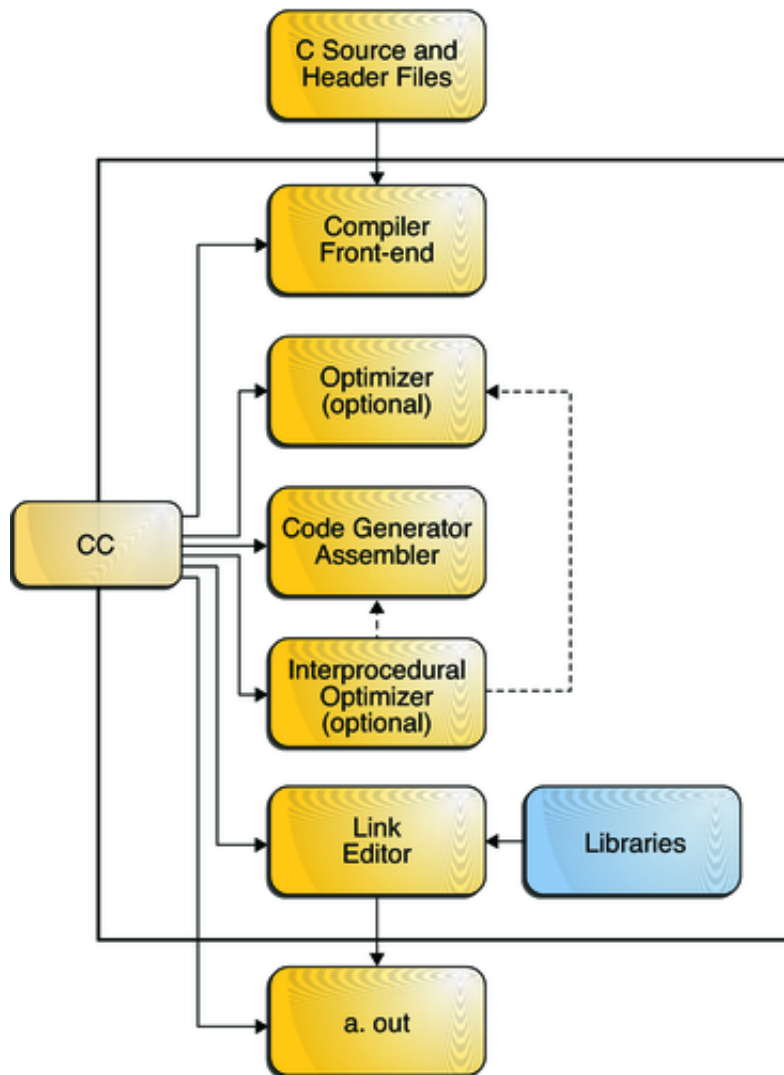 C Source and
Header Files
Compiler
Front-end
Optimizer
(optional)
CC
Code Generator
Assembler
Interprocedural
Optimizer
(optional)
Link
Editor
Libraries
a. out